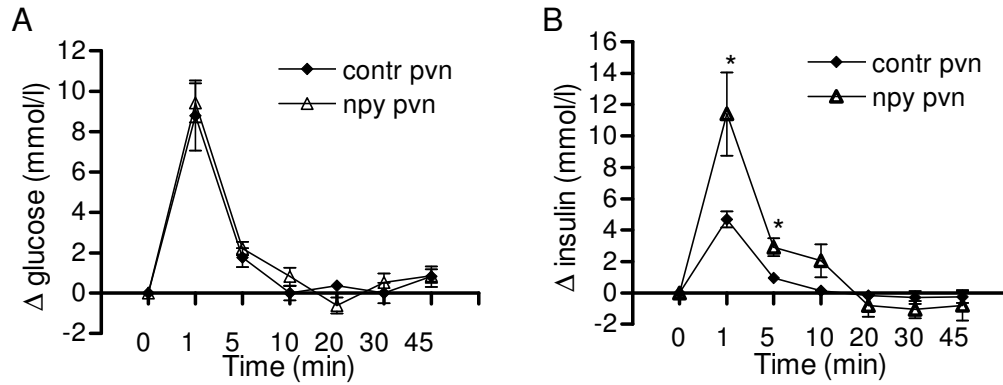 A
Δ glucose (mmol/l)
12
10
8
6
4
2
0
-2
contr pvn
npy pvn
0 1 5 10 20 30 45
Time (min)
B
Δ insulin (mmol/l)
16
14
12
10
8
6
4
2
0
-2
*
*
contr pvn
npy pvn
0 1 5 10 20 30 45
Time (min)